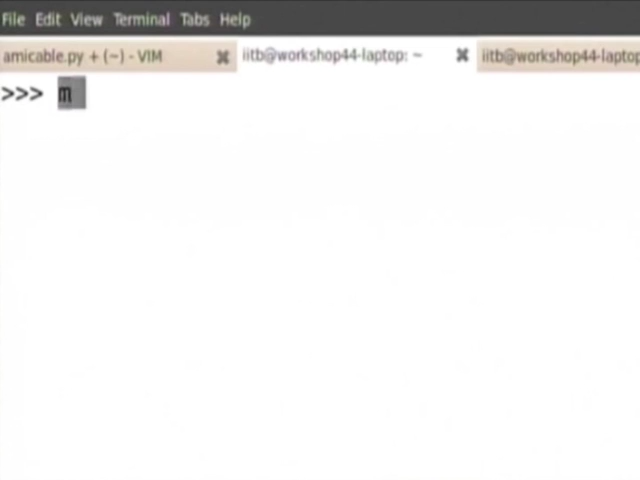 File Edit View Terminal Tabs Help
amicable.py + (~) - VIM iitb@workshop44-laptop: ~ iitb@workshop44-laptop
>>> m